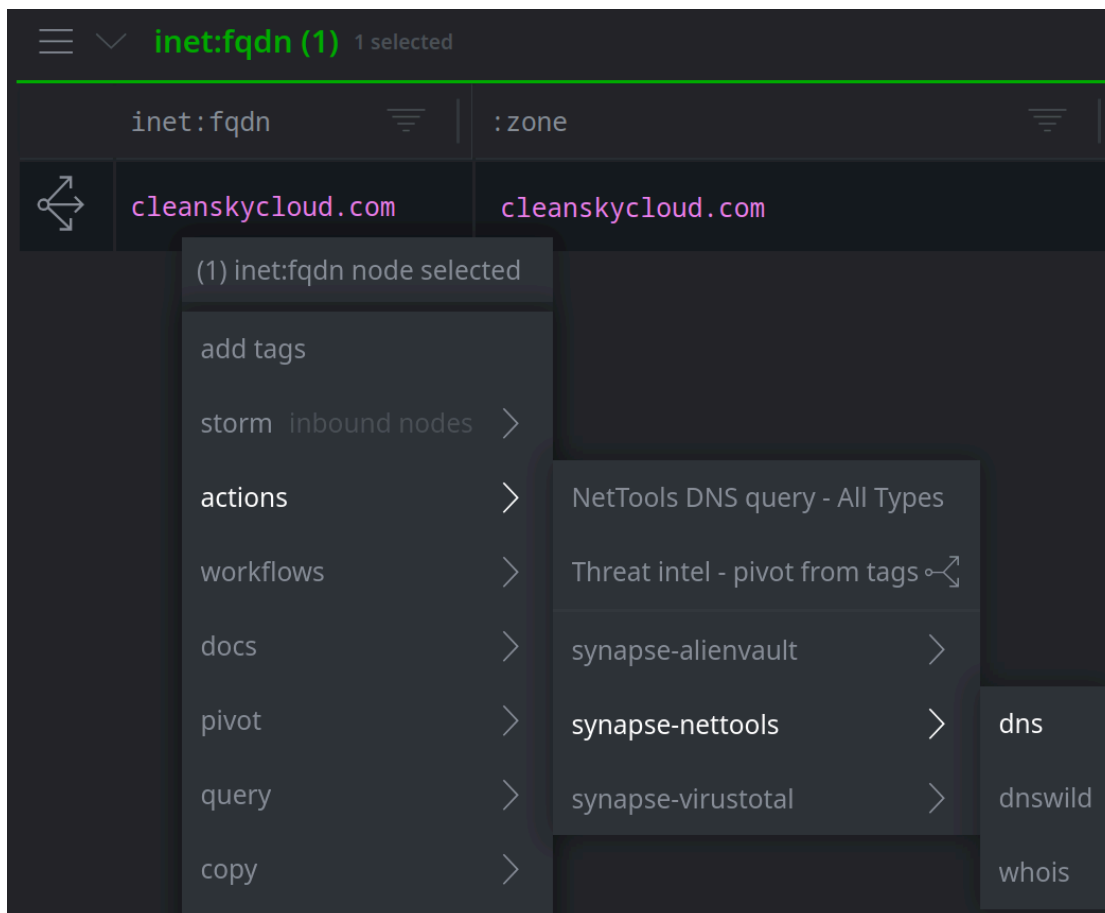 inet:fqdn (1) 1 selected
inet:fqdn :zone
cleanskycloud.com cleanskycloud.com
(1) inet:fqdn node selected
add tags
storm inbound nodes
actions
NetTools DNS query - All Types
workflows
Threat intel - pivot from tags
docs
synapse-alienvault
pivot
synapse-nettools
dns
query
synapse-virustotal
dnswild
copy
whois